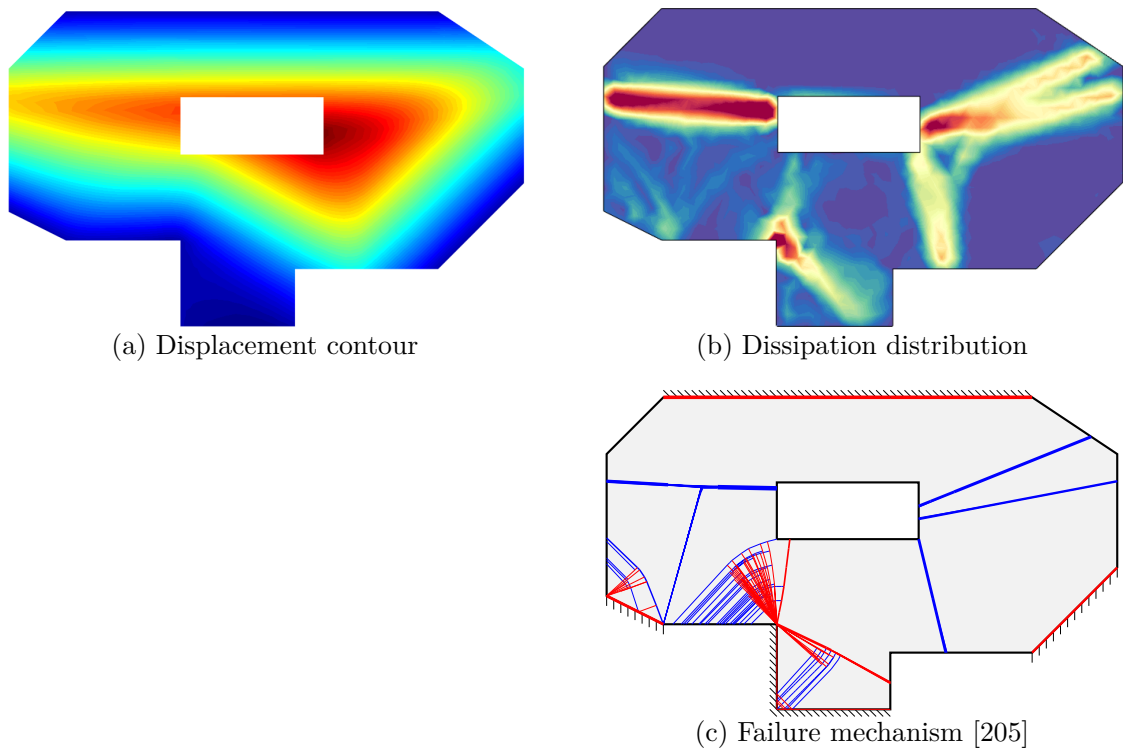 (a) Displacement contour
(b) Dissipation distribution
(c) Failure mechanism [205]